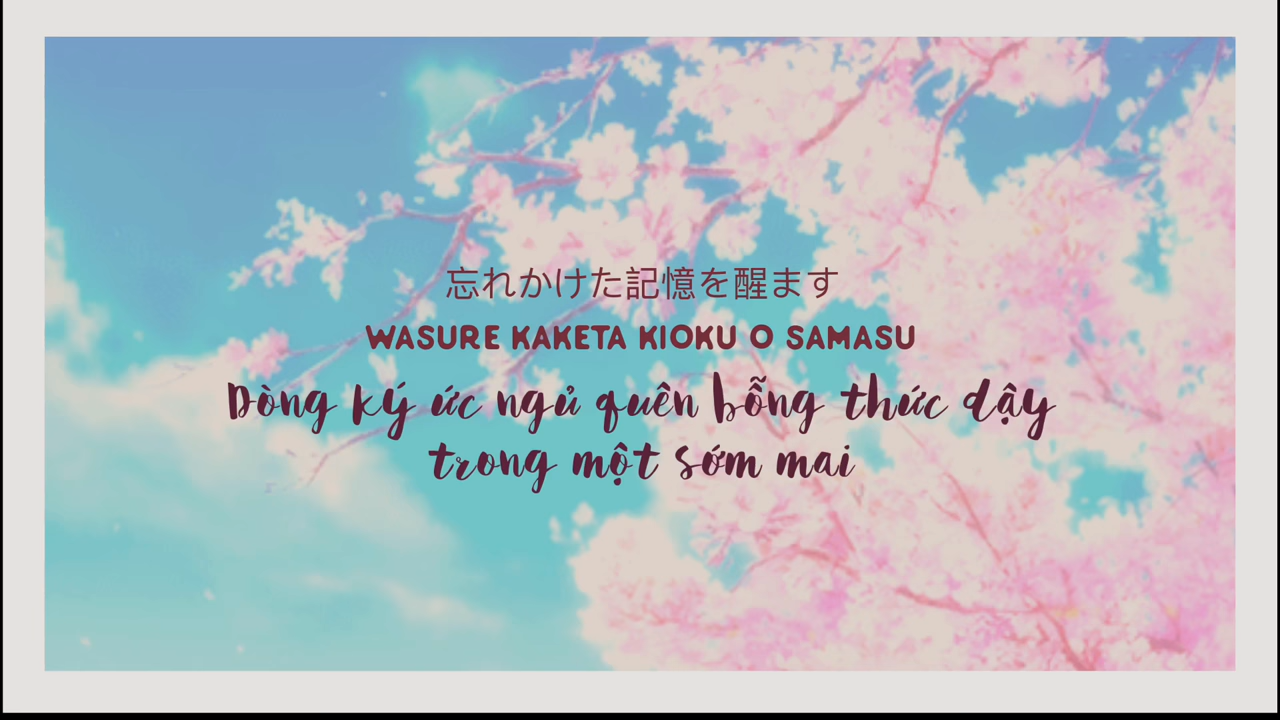 忘れかけた記憶を醒ます
WASURE KAKETA KIOKU O SAMASU
Dòng ký ức ngủ quên bỗng thức dậy
trong một sớm mai